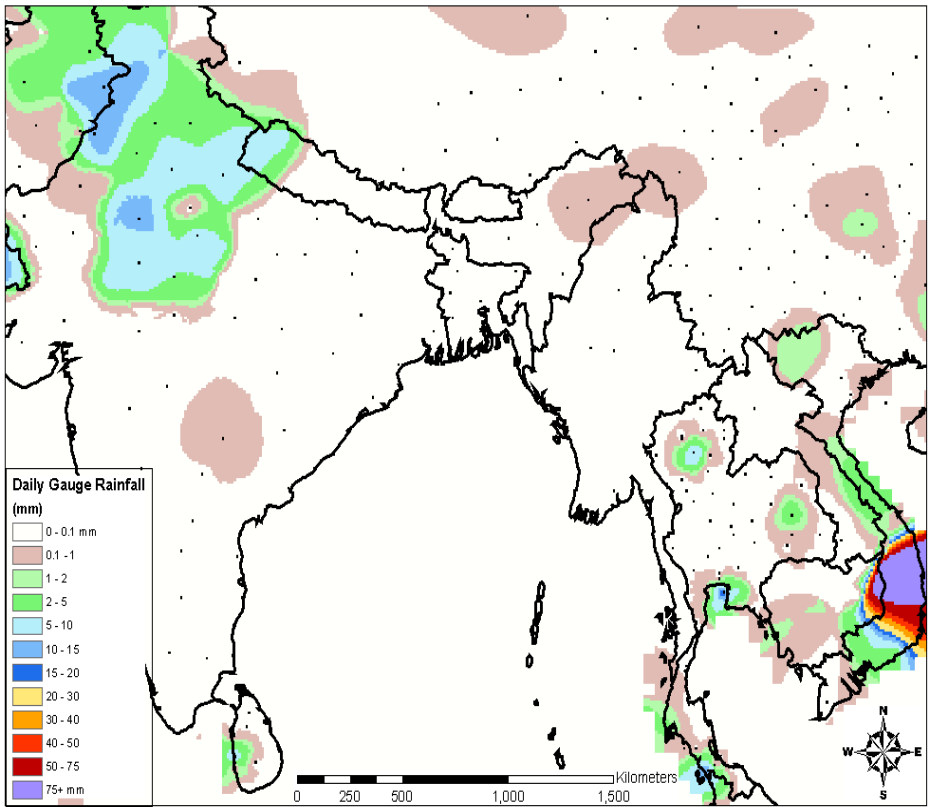 Daily Gauge Rainfall
(mm)
0 - 0.1 mm
0.1 - 1
1 - 2
2 - 5
5 - 10
10 - 15
15 - 20
20 - 30
30 - 40
40 - 50
50 - 75
75+ mm
Kilometers
0 250 500 1,000 1,500
N
W E
S